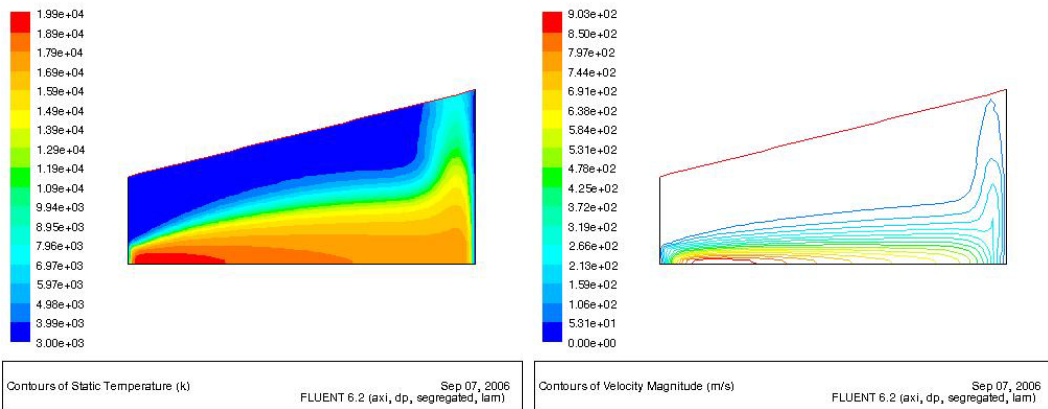 1.99e+04
1.89e+04
1.79e+04
1.69e+04
1.59e+04
1.49e+04
1.39e+04
1.29e+04
1.19e+04
1.09e+04
9.94e+03
8.95e+03
7.96e+03
6.97e+03
5.97e+03
4.98e+03
3.99e+03
3.00e+03
Contours of Static Temperature (k)
Sep 07, 2006
FLUENT 6.2 (axi, dp, segregated, lam)
9.03e+02
8.50e+02
7.97e+02
7.44e+02
6.91e+02
6.38e+02
5.84e+02
5.31e+02
4.78e+02
4.25e+02
3.72e+02
3.19e+02
2.66e+02
2.13e+02
1.59e+02
1.06e+02
5.31e+01
0.00e+00
Contours of Velocity Magnitude (m/s)
Sep 07, 2006
FLUENT 6.2 (axi, dp, segregated, lam)